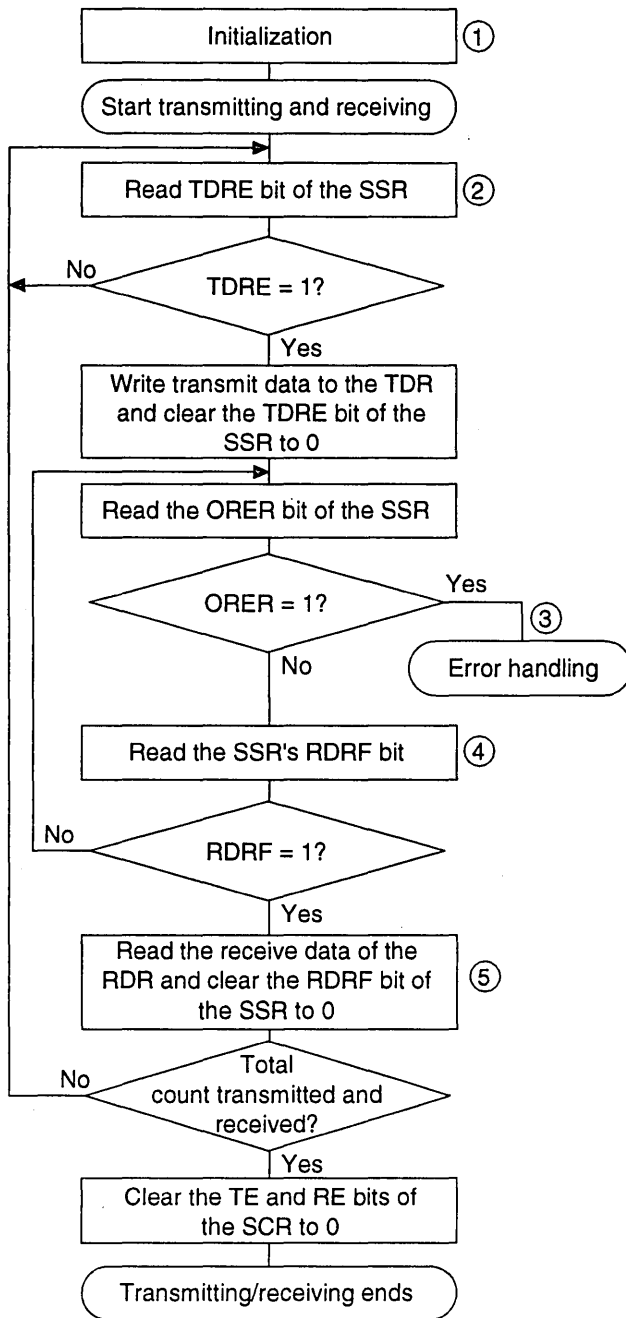 Initialization
①
Start transmitting and receiving
Read TDRE bit of the SSR
②
No
TDRE = 1?
Yes
Write transmit data to the TDR
and clear the TDRE bit of the
SSR to 0
Read the ORER bit of the SSR
Yes
ORER = 1?
③
No
Error handling
Read the SSR's RDRF bit
④
No
RDRF = 1?
Yes
Read the receive data of the
RDR and clear the RDRF bit of
the SSR to 0
⑤
No
Total
count transmitted and
received?
Yes
Clear the TE and RE bits of
the SCR to 0
Transmitting/receiving ends